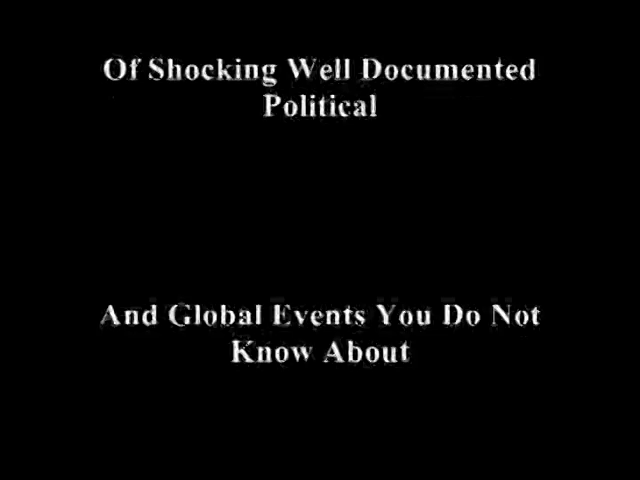 Of Shocking Well Documented
Political
And Global Events You Do Not
Know About